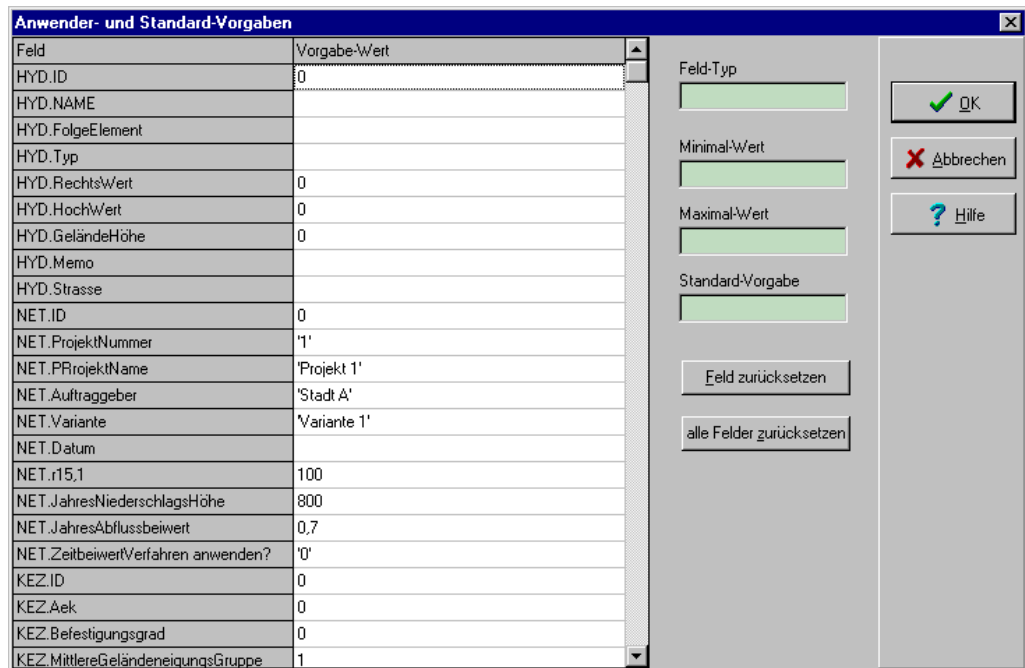 Anwender- und Standard-Vorgaben
Feld Vorgabe-Wert
HYD.ID 0
HYD.NAME
HYD.FolgeElement
HYD.Typ
HYD.RechtsWert 0
HYD.HochWert 0
HYD.GeländeHöhe 0
HYD.Memo
HYD.Strasse
NET.ID 0
NET.ProjektNummer '1'
NET.PRrojektName 'Projekt 1'
NET.Auftraggeber 'Stadt A'
NET.Variante 'Variante 1'
NET.Datum
NET.r15,1 100
NET.JahresNiederschlagsHöhe 800
NET.JahresAbflussbeiwert 0,7
NET.ZeitbeiwertVerfahren anwenden? '0'
KEZ.ID 0
KEZ.Aek 0
KEZ.Befestigungsgrad 0
KEZ.MittlereGeländeneigungsGruppe 1
Feld-Typ
Minimal-Wert
Maximal-Wert
Standard-Vorgabe
Feld zurücksetzen
alle Felder zurücksetzen
OK
Abbrechen
Hilfe